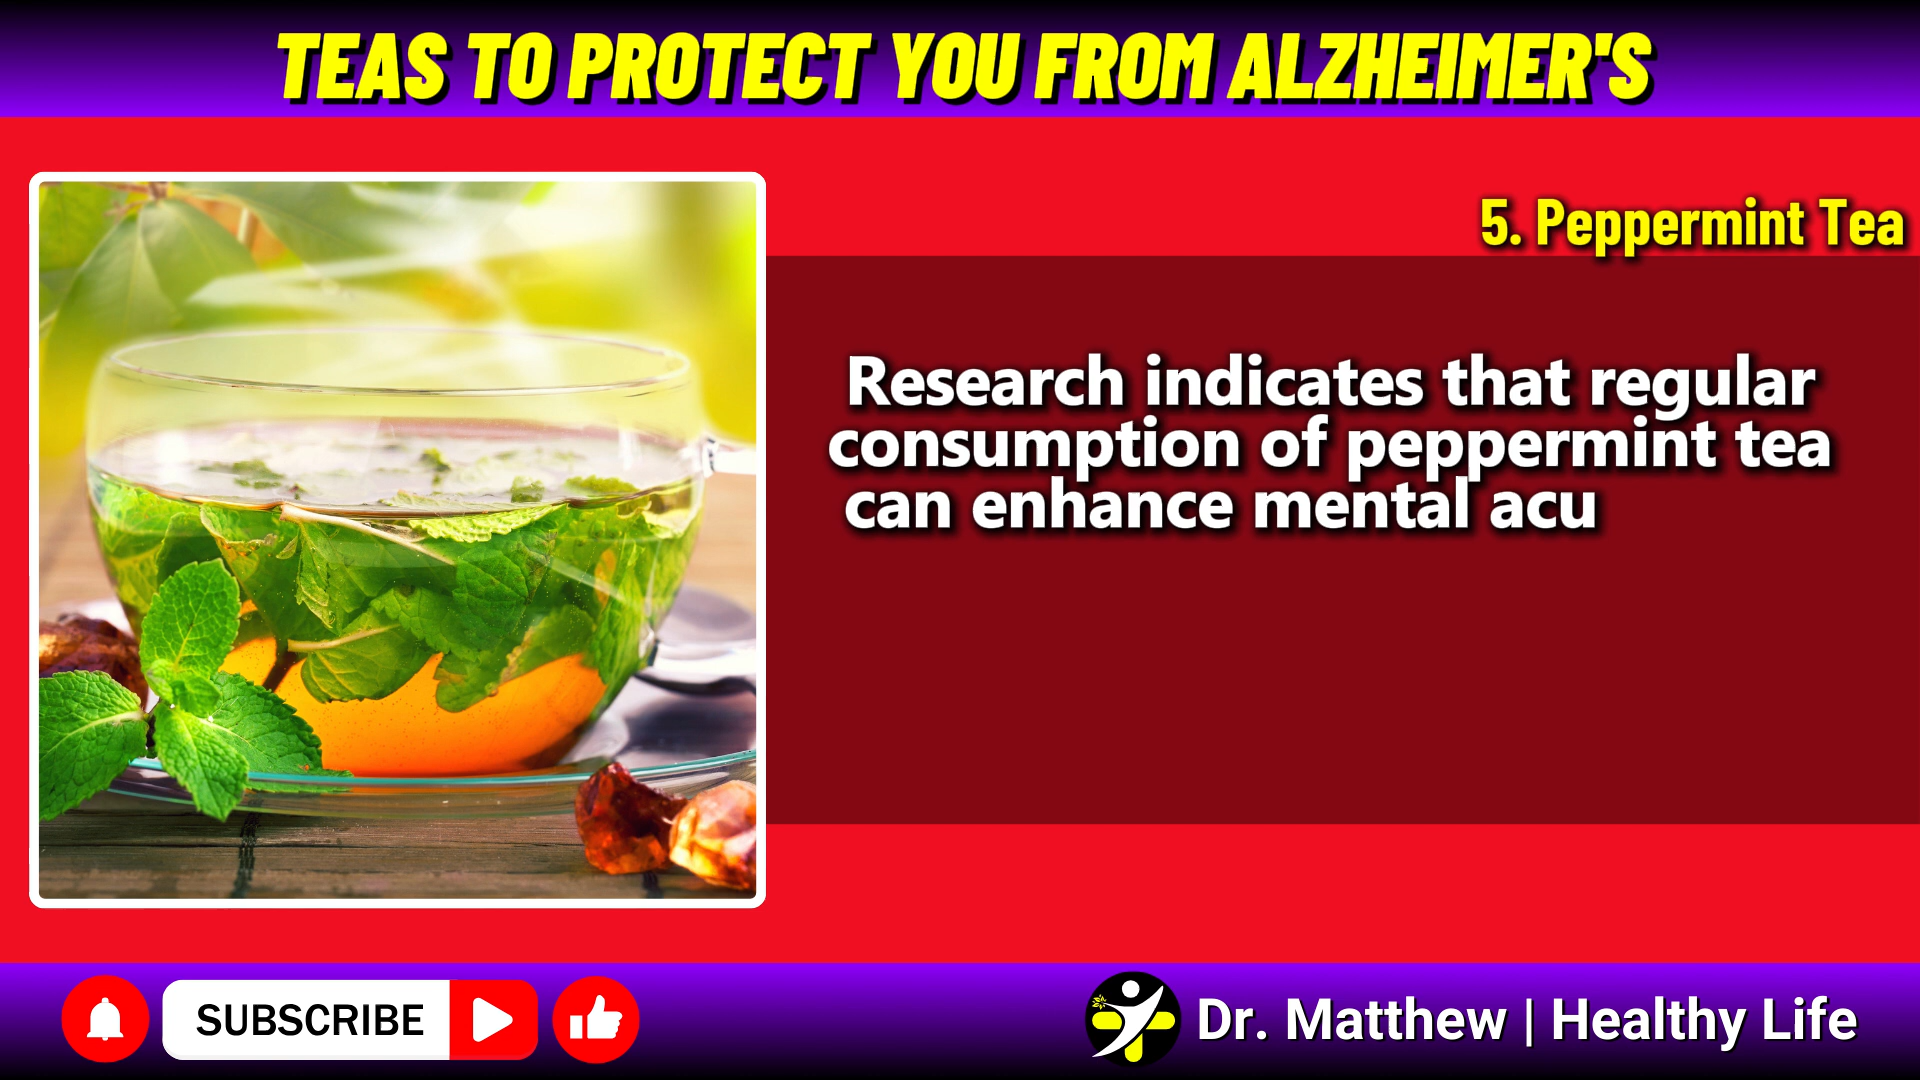 TEAS TO PROTECT YOU FROM ALZHEIMER'S
5. Peppermint Tea
Research indicates that regular
consumption of peppermint tea
can enhance mental acu
SUBSCRIBE
Dr. Matthew | Healthy Life